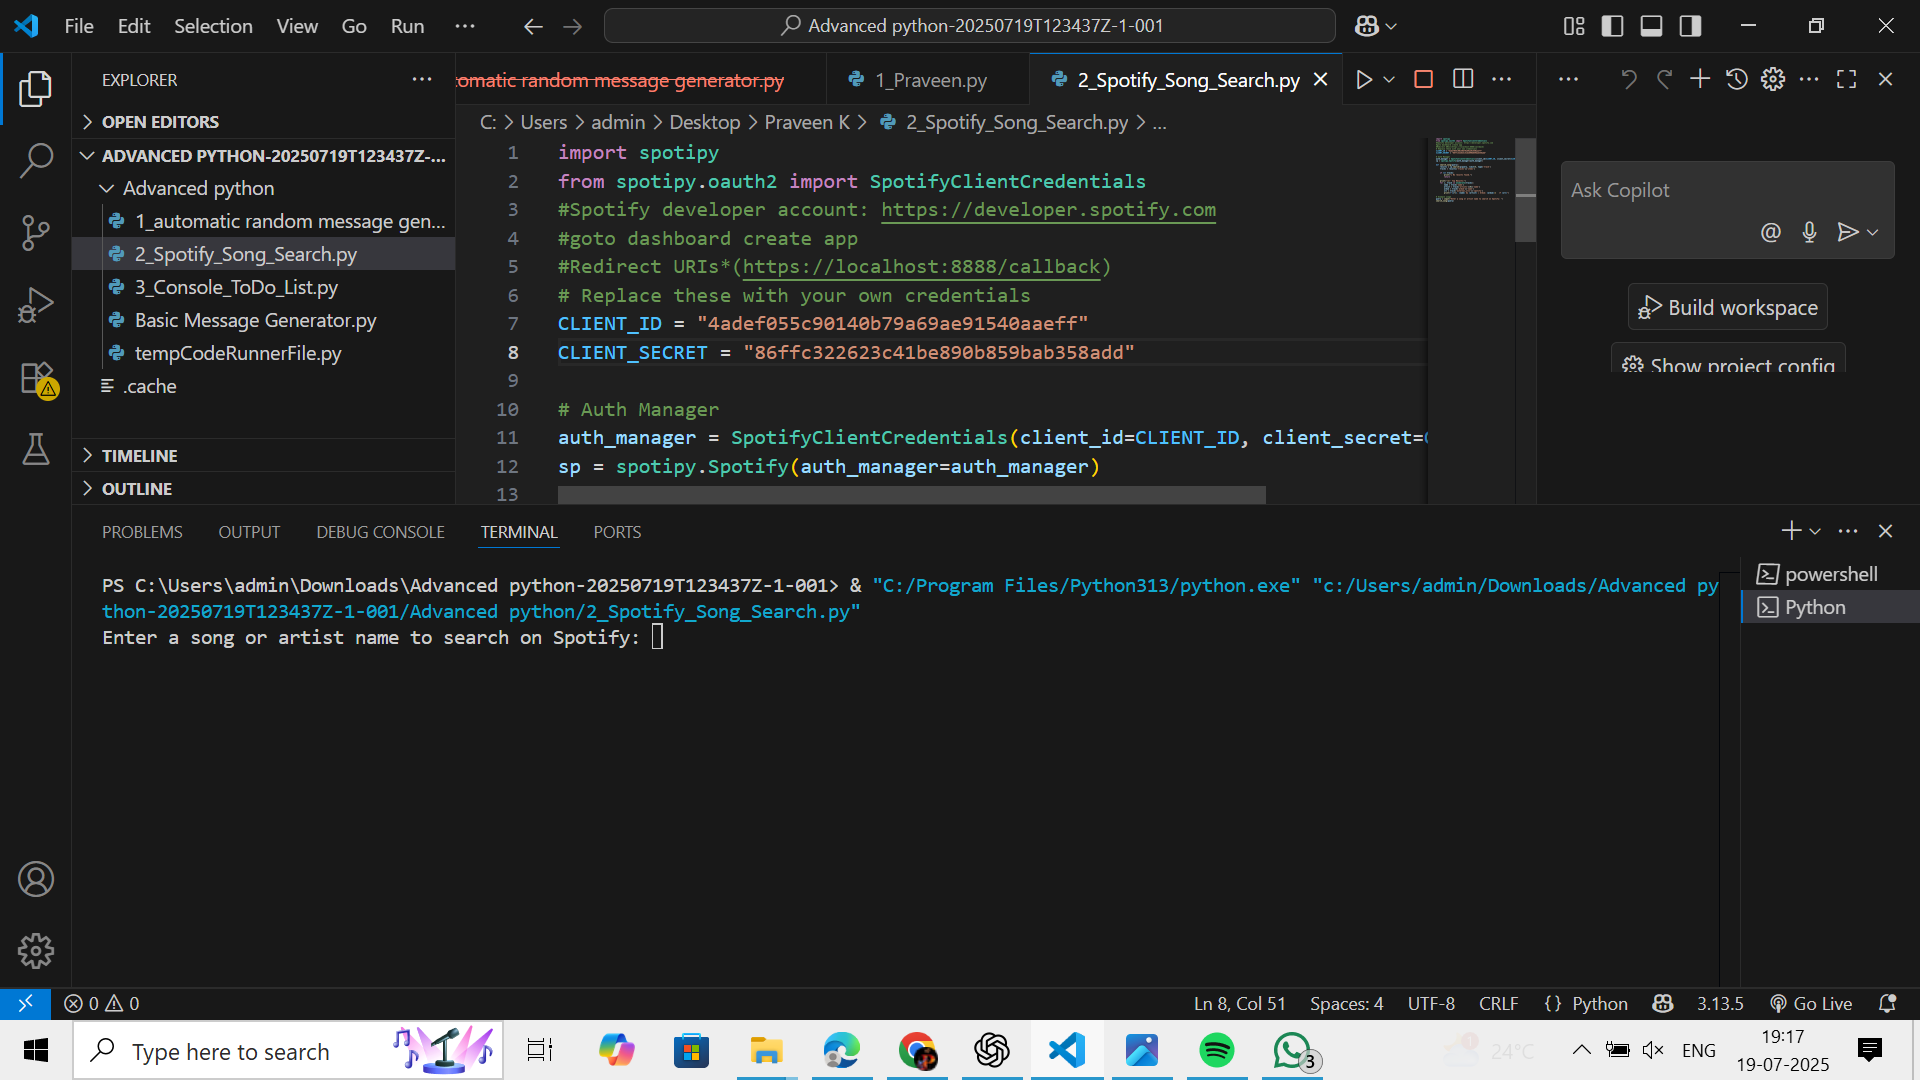 File Edit Selection View Go Run ···
Advanced python-20250719T123437Z-1-001
EXPLORER
OPEN EDITORS
ADVANCED PYTHON-20250719T123437Z-...
Advanced python
1_automatic random message gen...
2_Spotify_Song_Search.py
3_Console_ToDo_List.py
Basic Message Generator.py
tempCodeRunnerFile.py
.cache
TIMELINE
OUTLINE
omatic random message generator.py 1_Praveen.py 2_Spotify_Song_Search.py
C: > Users > admin > Desktop > Praveen K > 2_Spotify_Song_Search.py > ...
1 import spotipy
2 from spotipy.oauth2 import SpotifyClientCredentials
3 #Spotify developer account: https://developer.spotify.com
4 #goto dashboard create app
5 #Redirect URIs*(https://localhost:8888/callback)
6 # Replace these with your own credentials
7 CLIENT_ID = "4adef055c90140b79a69ae91540aaeff"
8 CLIENT_SECRET = "86ffc322623c41be890b859bab358add"
9
10 # Auth Manager
11 auth_manager = SpotifyClientCredentials(client_id=CLIENT_ID, client_secret=
12 sp = spotipy.Spotify(auth_manager=auth_manager)
13
Ask Copilot
@
Build workspace
Show project config
PROBLEMS OUTPUT DEBUG CONSOLE TERMINAL PORTS
PS C:\Users\admin\Downloads\Advanced python-20250719T123437Z-1-001> & "C:/Program Files/Python313/python.exe" "c:/Users/admin/Downloads/Advanced py
thon-20250719T123437Z-1-001/Advanced python/2_Spotify_Song_Search.py"
Enter a song or artist name to search on Spotify:
powershell
Python
0 0 Ln 8, Col 51 Spaces: 4 UTF-8 CRLF {} Python 3.13.5 Go Live
Type here to search
3
24°C
ENG
19:17
19-07-2025